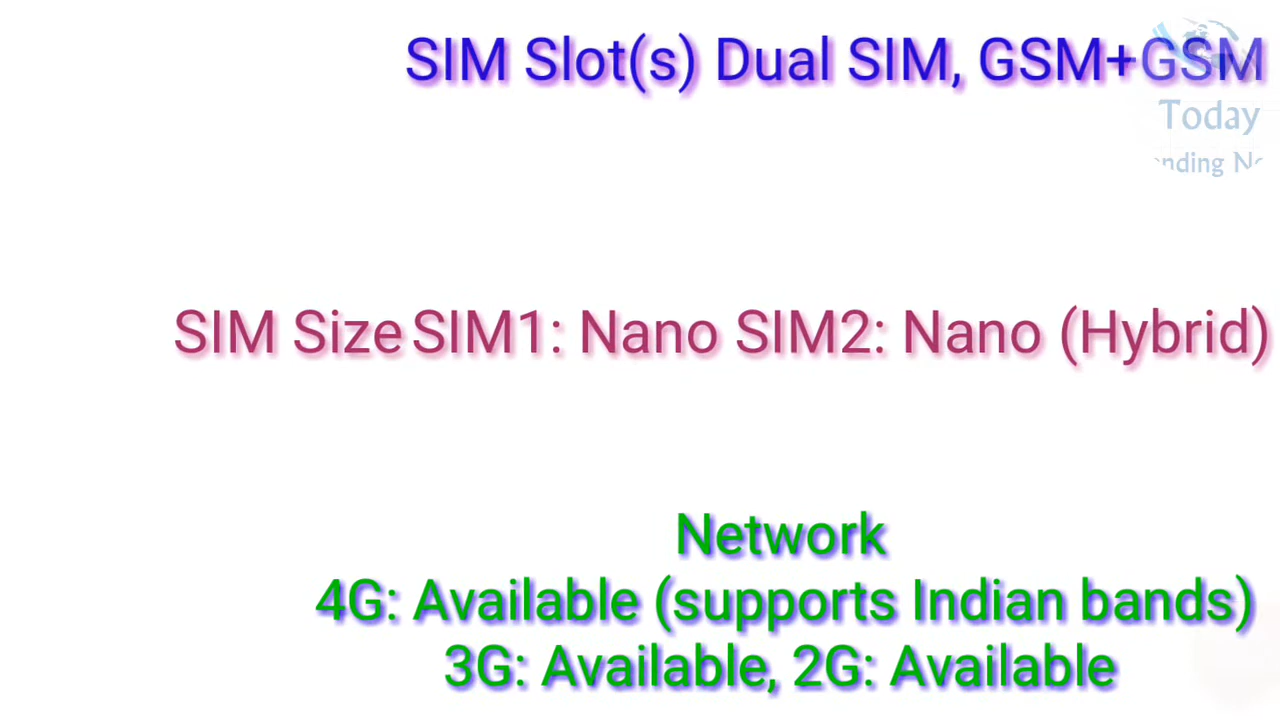 SIM Slot(s) Dual SIM, GSM+GSM
Today
SIM Size SIM1: Nano SIM2: Nano (Hybrid)
Network
4G: Available (supports Indian bands)
3G: Available, 2G: Available